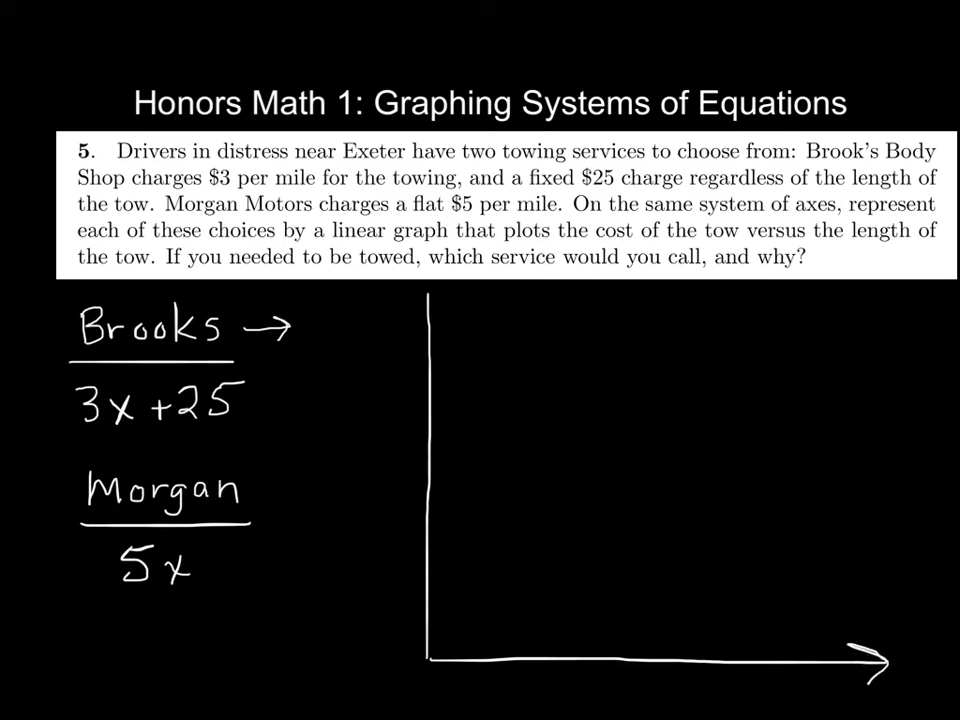 Honors Math 1: Graphing Systems of Equations
5. Drivers in distress near Exeter have two towing services to choose from: Brook's Body
Shop charges $3 per mile for the towing, and a fixed $25 charge regardless of the length of
the tow. Morgan Motors charges a flat $5 per mile. On the same system of axes, represent
each of these choices by a linear graph that plots the cost of the tow versus the length of
the tow. If you needed to be towed, which service would you call, and why?
Brooks →
3x +25
Morgan
5x